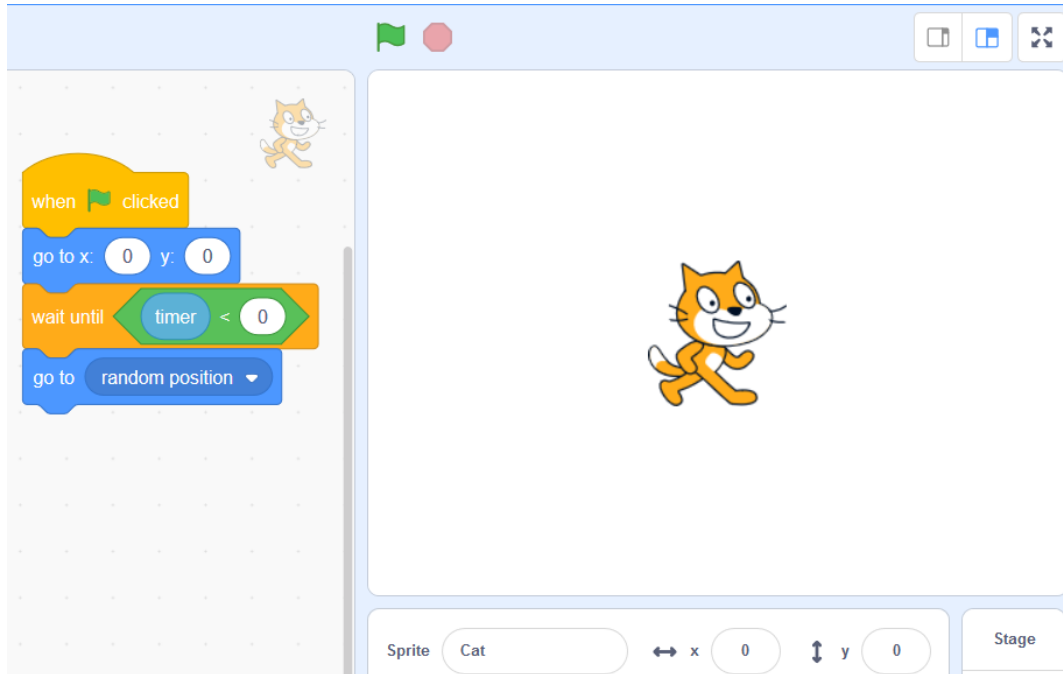 when clicked
go to x: 0 y: 0
wait until timer < 0
go to random position
Sprite Cat x 0 y 0
Stage